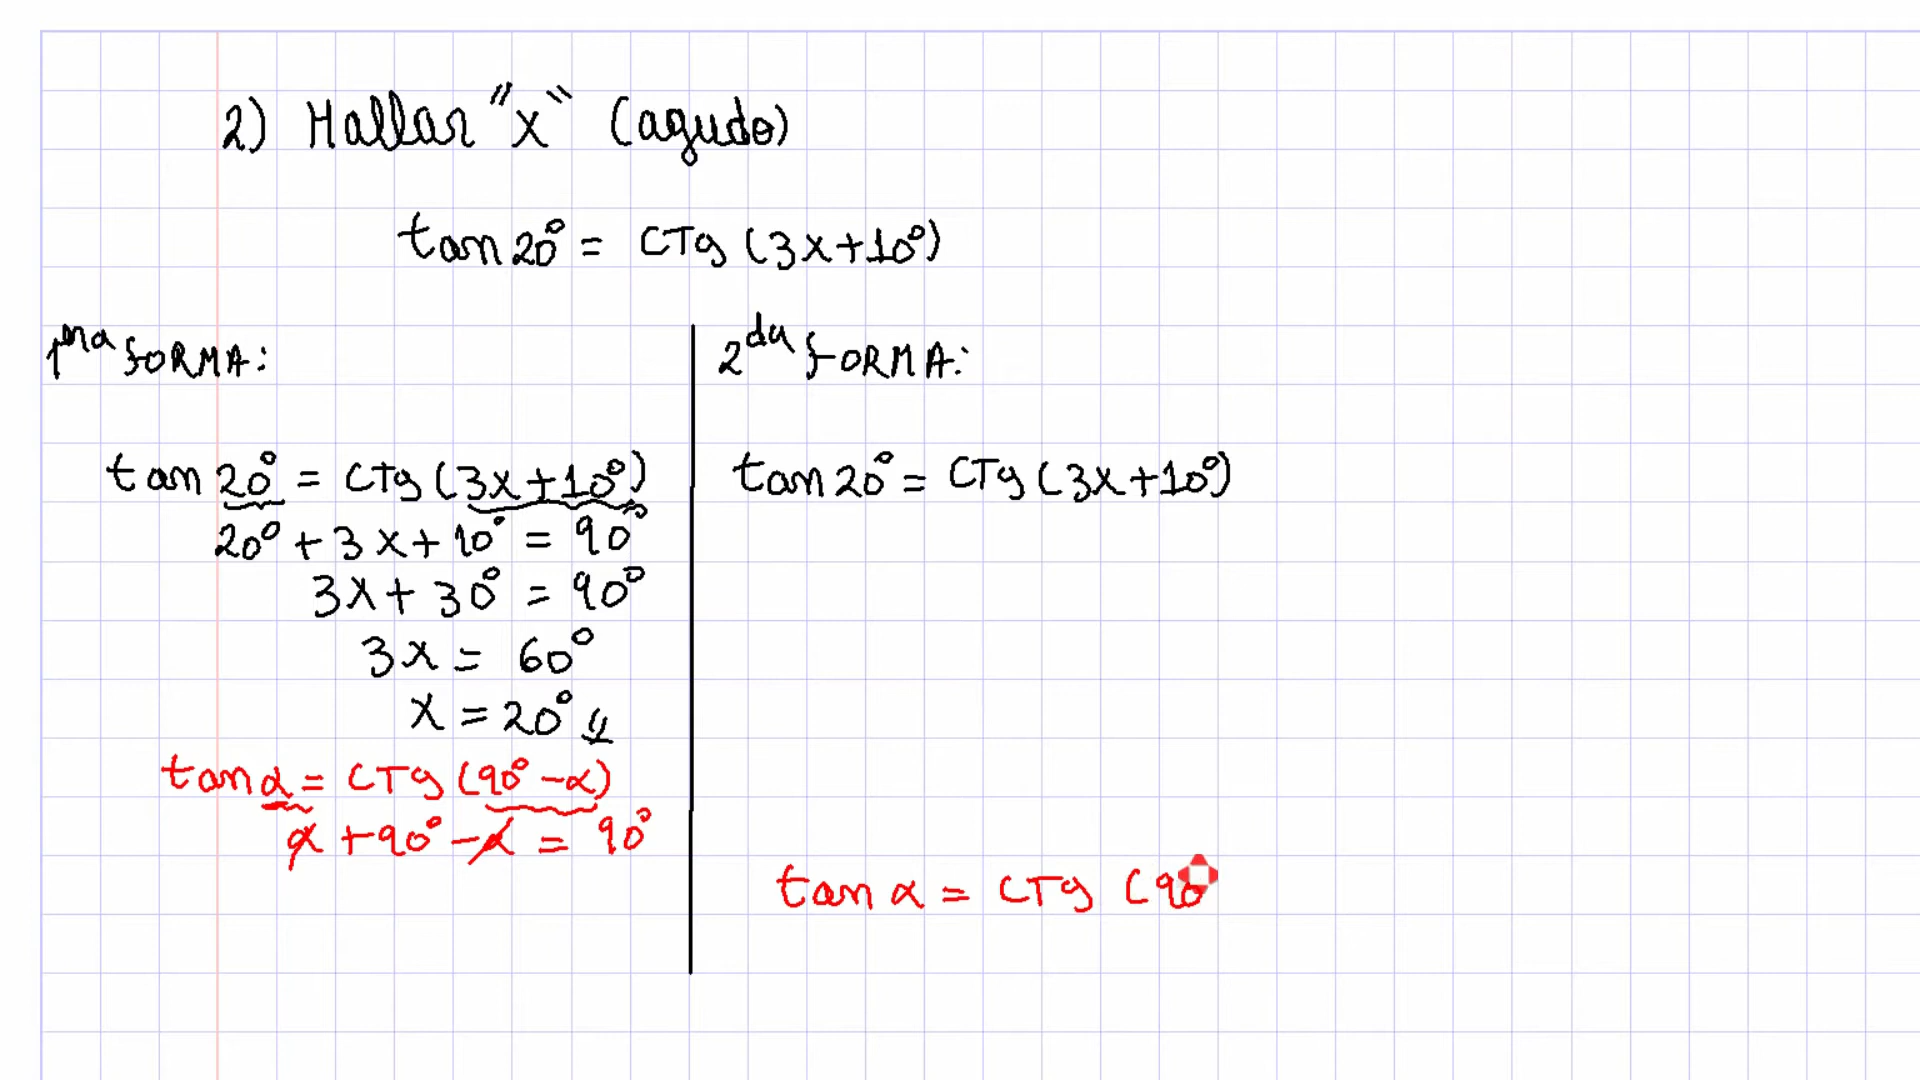 2) Hallar "x" (agudo)
tan 20° = CTg (3x+10°)
1ra FORMA:
tan 20° = CTg (3x+10°)
20° + 3x + 10° = 90°
3x + 30° = 90°
3x = 60°
x = 20°
tan α = CTg (90° - α)
α + 90° - α = 90°
2da FORMA:
tan 20° = CTg (3x+10°)
tan α = CTg (90